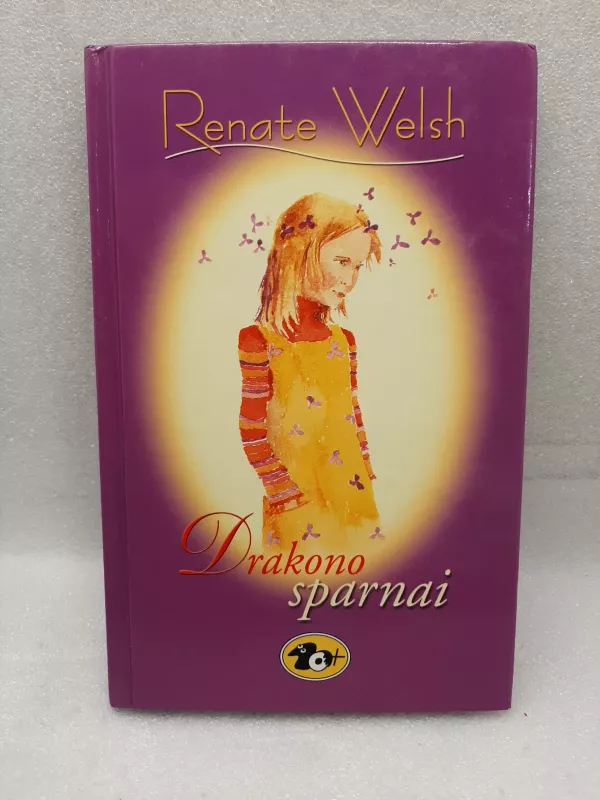 Renate Welsh
Drakono
sparnai